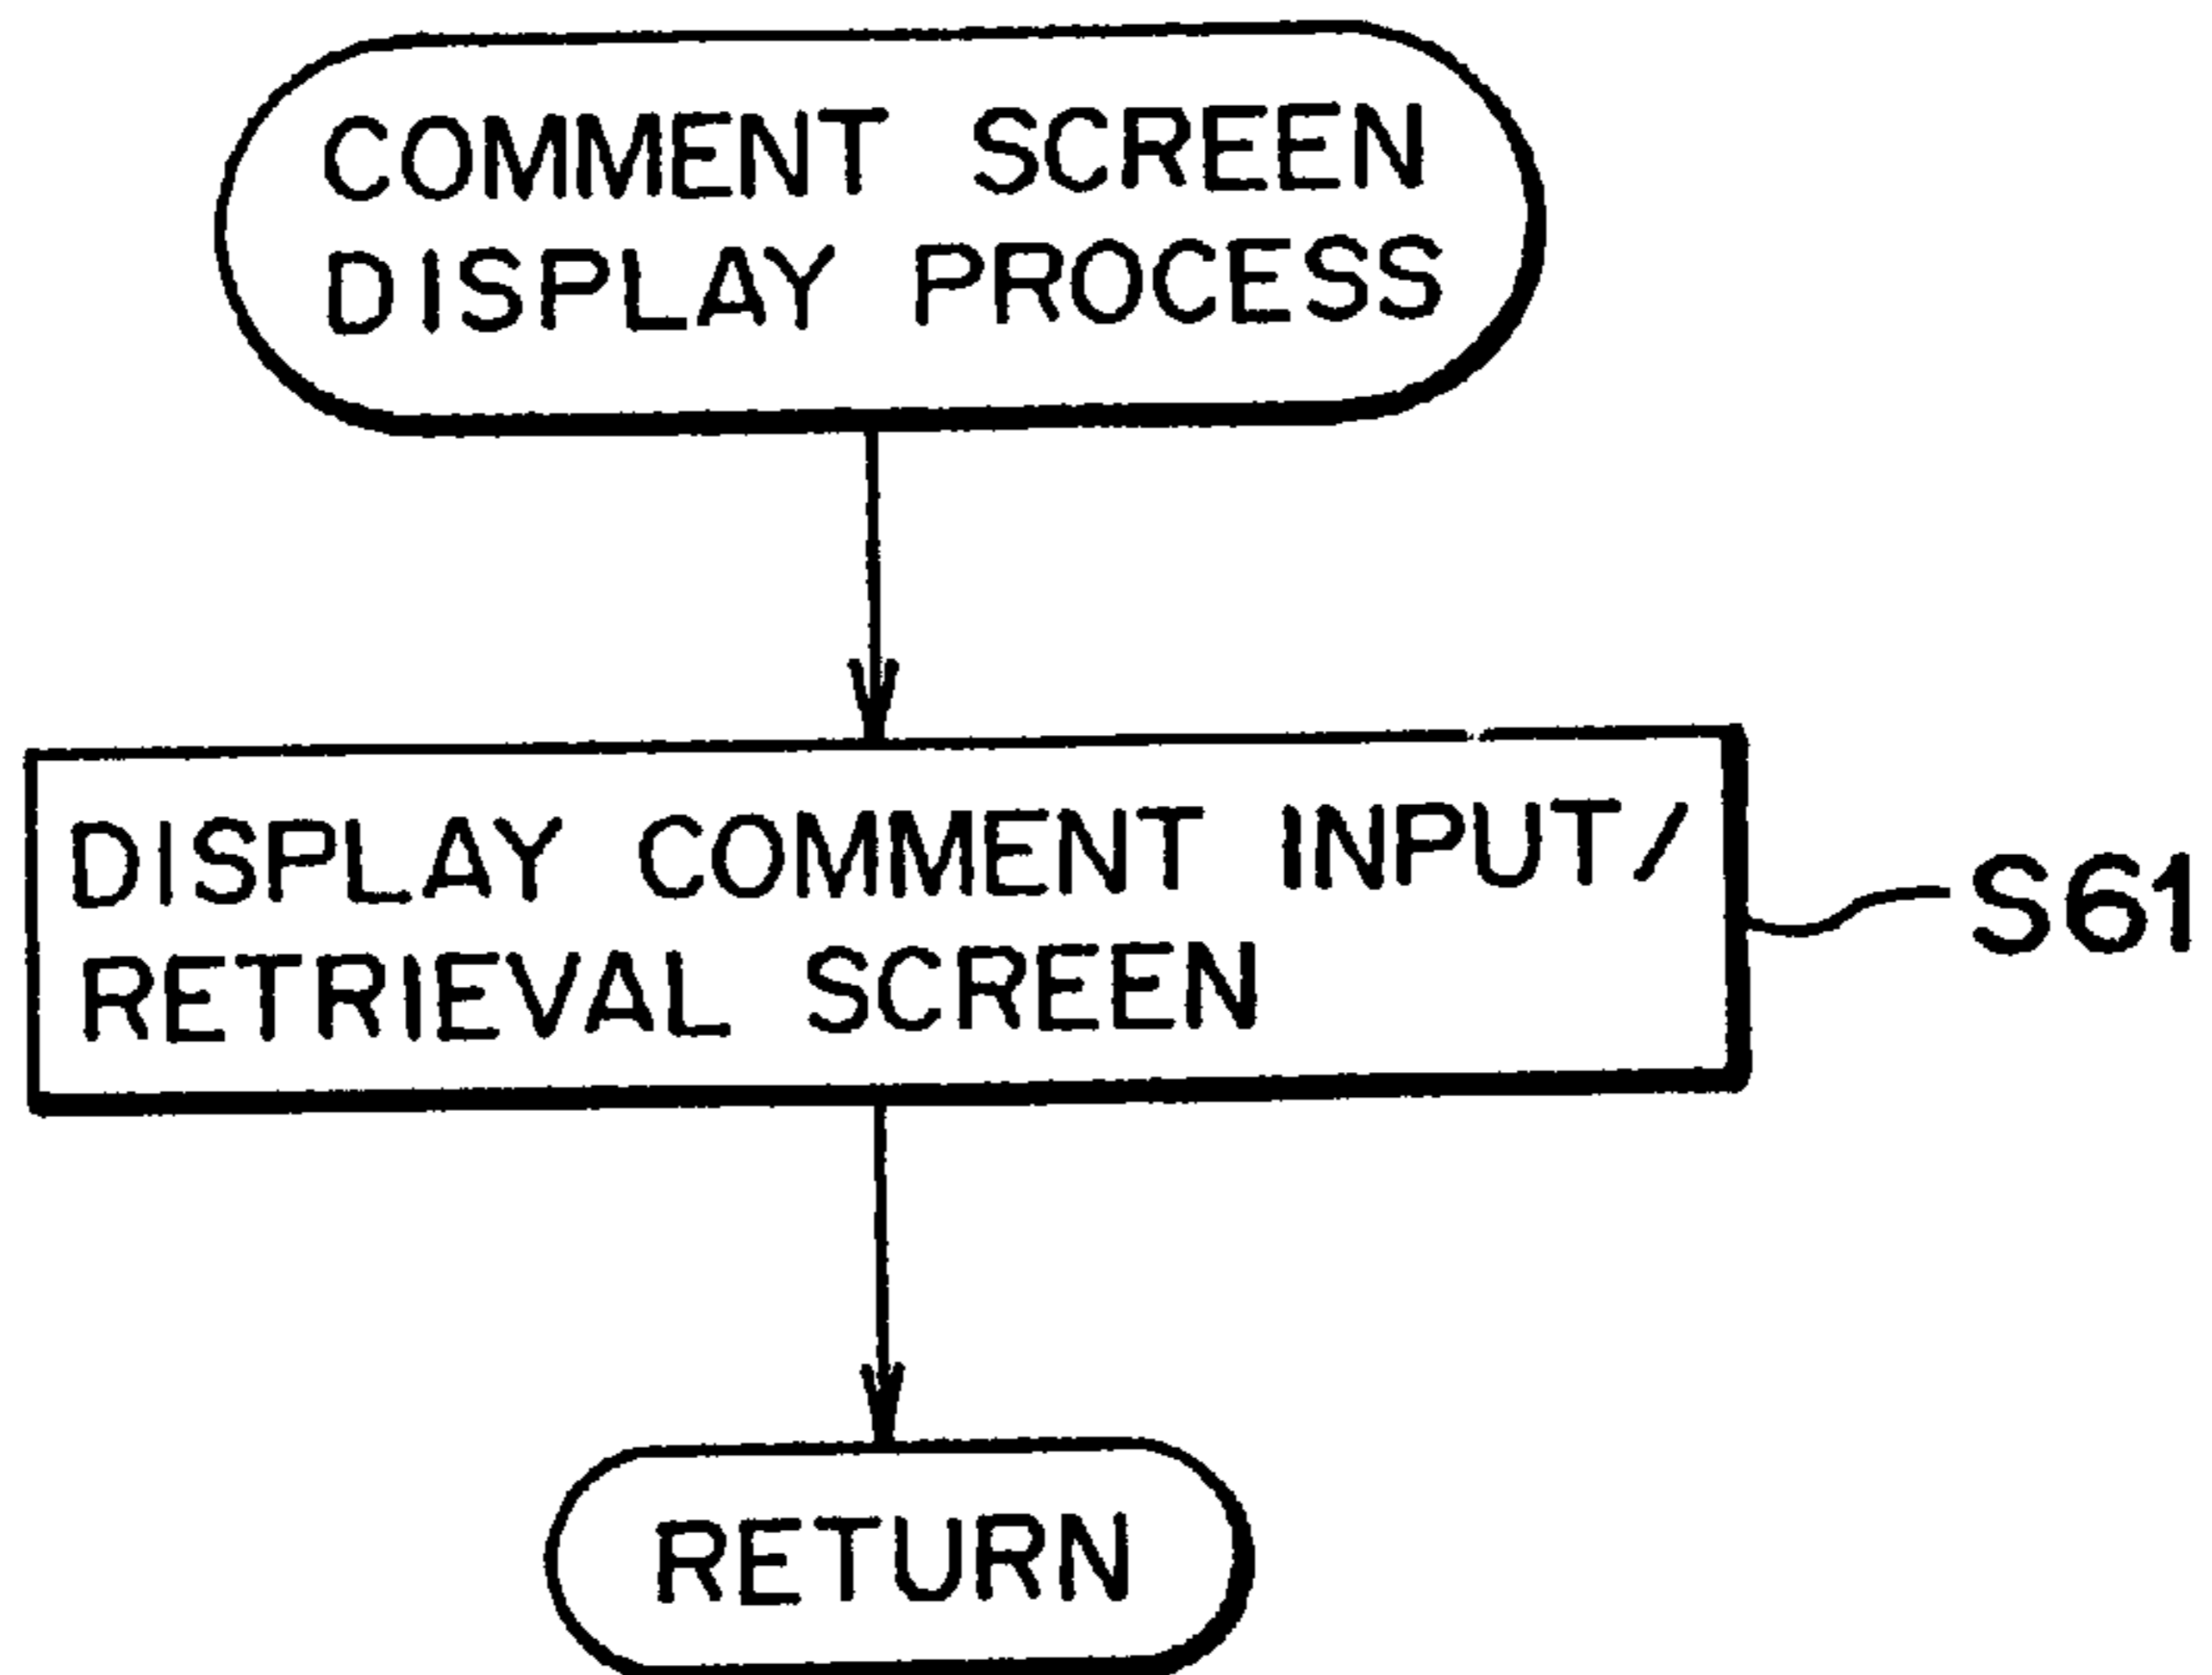 COMMENT SCREEN
DISPLAY PROCESS
DISPLAY COMMENT INPUT/
RETRIEVAL SCREEN
S61
RETURN